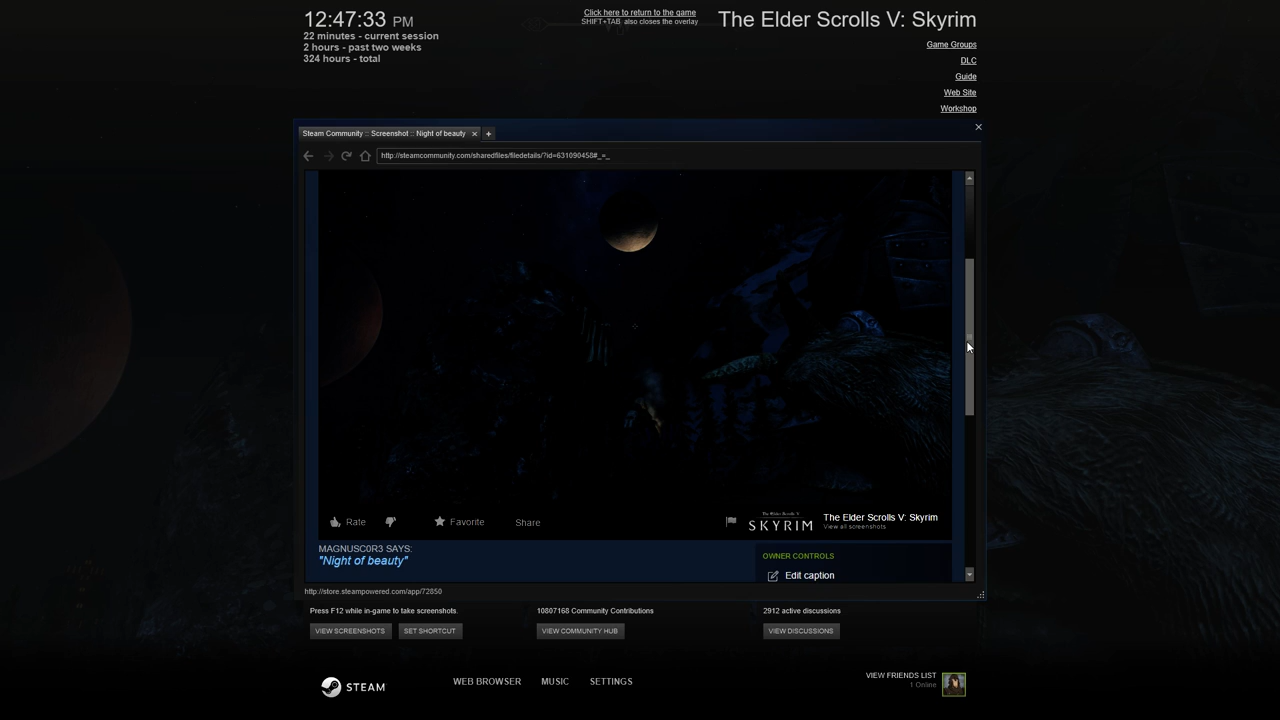 12:47:33 PM
22 minutes - current session
2 hours - past two weeks
324 hours - total
Click here to return to the game
SHIFT+TAB also closes the overlay
The Elder Scrolls V: Skyrim
Game Groups
DLC
Guide
Web Site
Workshop
Steam Community :: Screenshot :: Night of beauty
http://steamcommunity.com/sharedfiles/filedetails/?id=631090458#_=_
Rate
Favorite
Share
The Elder Scrolls V
SKYRIM
The Elder Scrolls V: Skyrim
View all screenshots
MAGNUSC0R3 SAYS:
"Night of beauty"
OWNER CONTROLS
Edit caption
http://store.steampowered.com/app/72850
Press F12 while in-game to take screenshots.
10807168 Community Contributions
2912 active discussions
VIEW SCREENSHOTS
SET SHORTCUT
VIEW COMMUNITY HUB
VIEW DISCUSSIONS
STEAM
WEB BROWSER
MUSIC
SETTINGS
VIEW FRIENDS LIST
1 Online